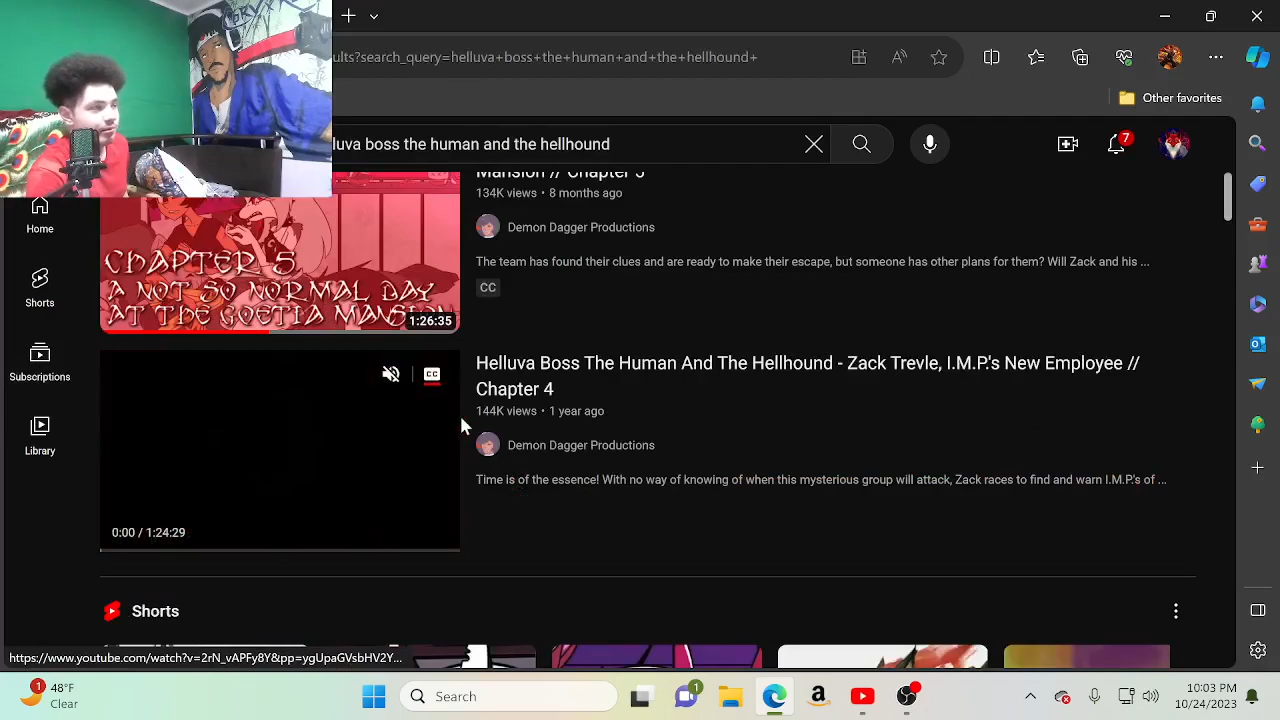 ults?search_query=helluva+boss+the+human+and+the+hellhound+
Other favorites
luva boss the human and the hellhound
7
Mansion // Chapter 5
134K views • 8 months ago
Demon Dagger Productions
The team has found their clues and are ready to make their escape, but someone has other plans for them? Will Zack and his ...
CC
CHAPTER 5
A NOT SO NORMAL DAY
AT THE GOETIA MANSION
1:26:35
Home
Shorts
Subscriptions
Library
CC
0:00 / 1:24:29
Helluva Boss The Human And The Hellhound - Zack Trevle, I.M.P.'s New Employee //
Chapter 4
144K views • 1 year ago
Demon Dagger Productions
Time is of the essence! With no way of knowing of when this mysterious group will attack, Zack races to find and warn I.M.P.'s of ...
Shorts
https://www.youtube.com/watch?v=2rN_vAPFy8Y&pp=ygUpaGVsbHV2Y...
1
48°F
Clear
Search
1
10:03 PM
10/24/2023